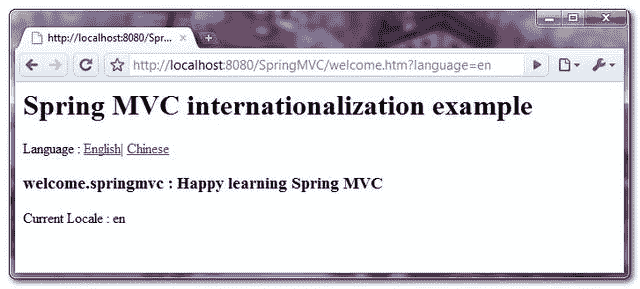 http://localhost:8080/Spr...
http://localhost:8080/SpringMVC/welcome.htm?language=en
Spring MVC internationalization example
Language : English| Chinese
welcome.springmvc : Happy learning Spring MVC
Current Locale : en